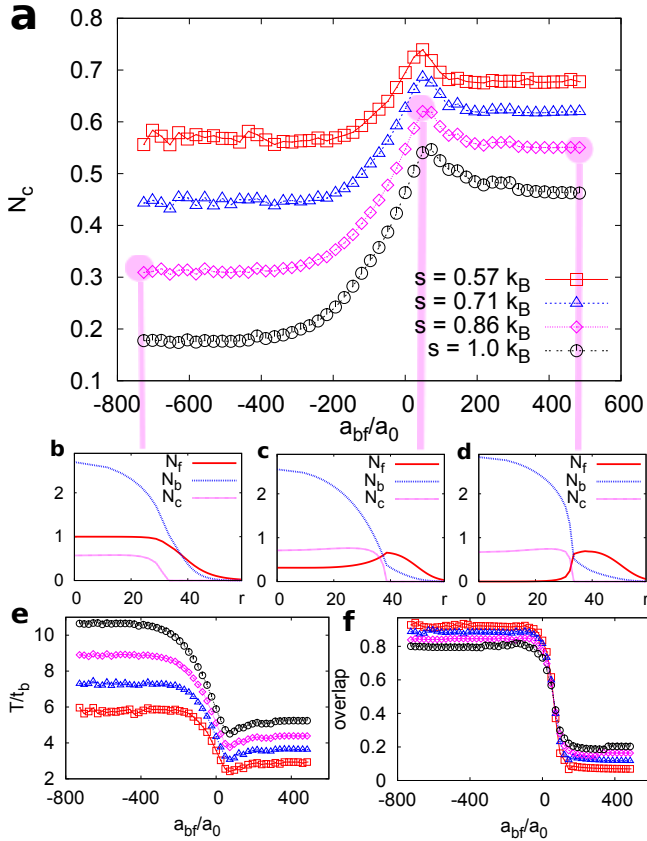 a
N_c
0.8
0.7
0.6
0.5
0.4
0.3
0.2
0.1
s = 0.57 k_B
s = 0.71 k_B
s = 0.86 k_B
s = 1.0 k_B
-800 -600 -400 -200 0 200 400 600
a_bf/a_0
b c d
N_f N_f N_f
N_b N_b N_b
N_c N_c N_c
2 2 2
1 1 1
0 0 0
0 20 40 r 0 20 40 r 0 20 40 r
e
T/t_b
10
8
6
4
2
-800 -400 0 400
a_bf/a_0
f
overlap
0.8
0.6
0.4
0.2
0
-800 -400 0 400
a_bf/a_0